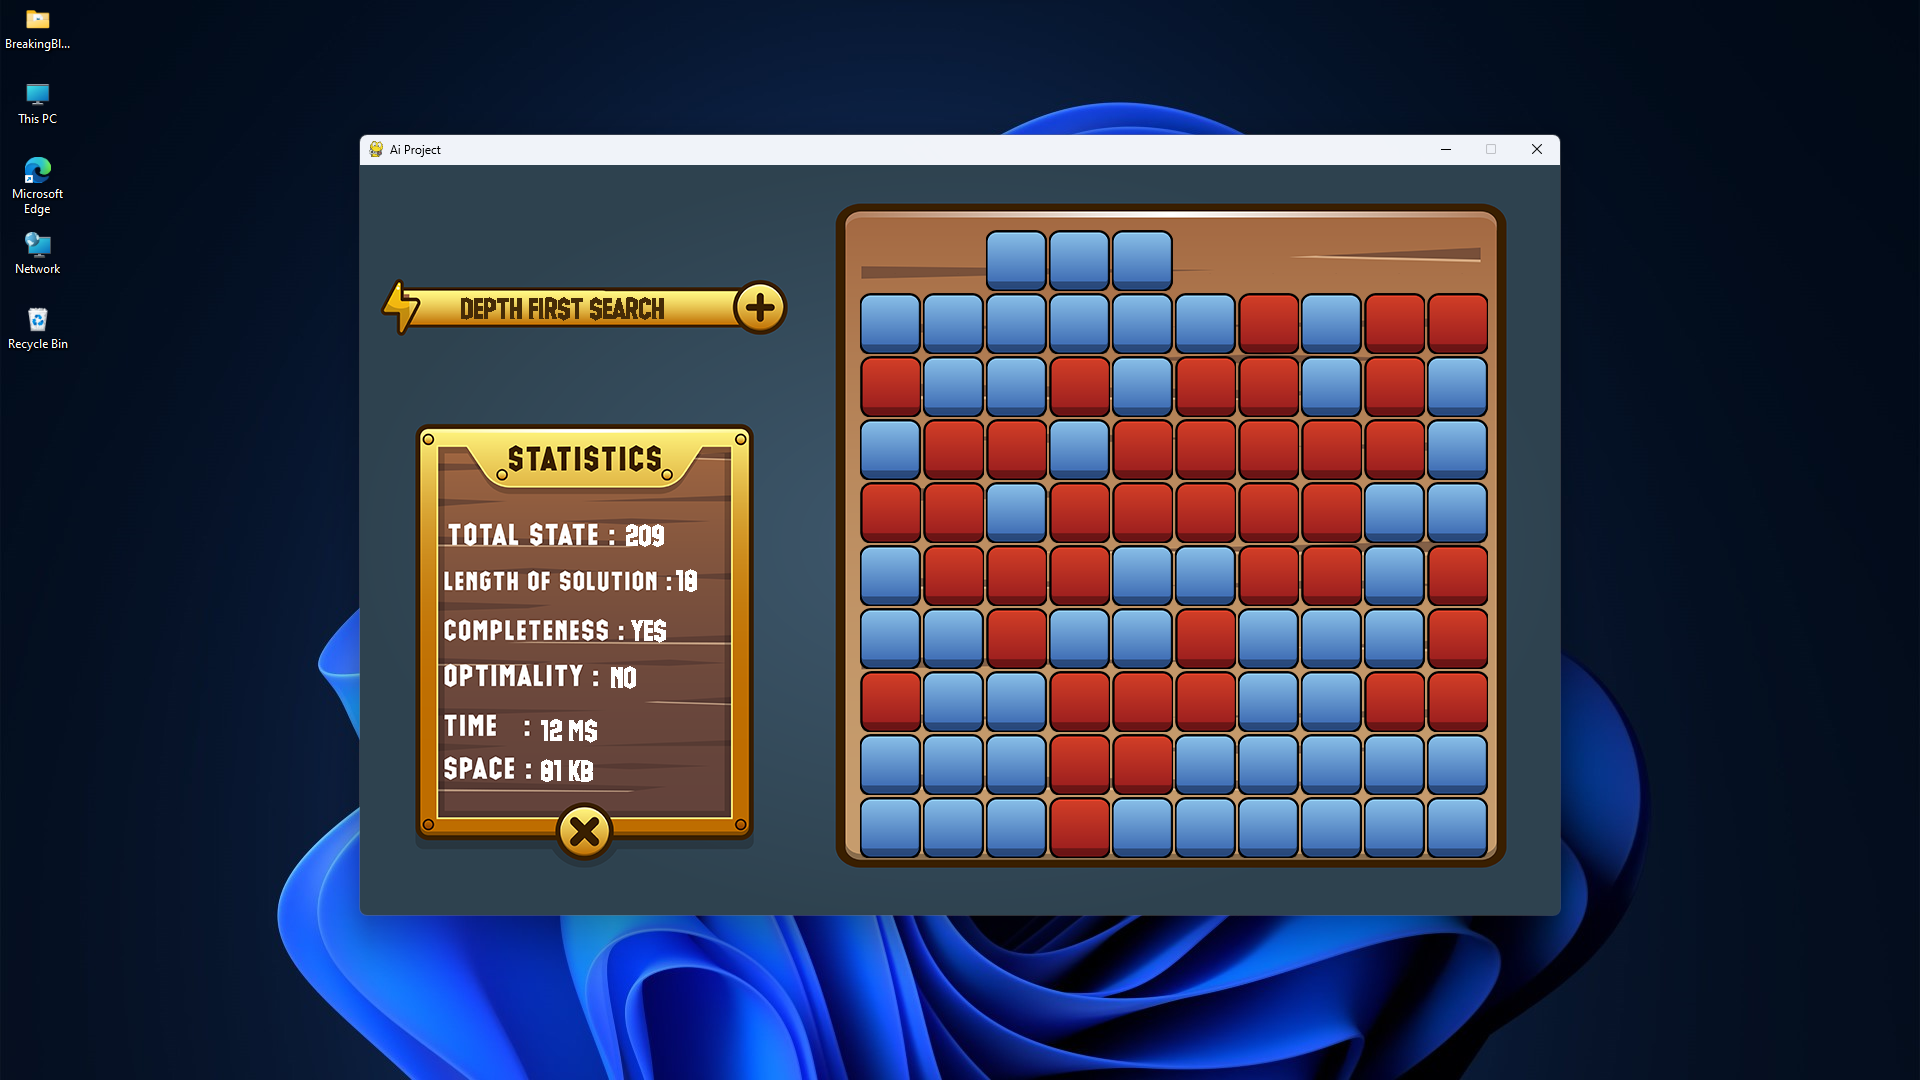 BreakingBl...
This PC
Microsoft
Edge
Network
Recycle Bin
Ai Project
DEPTH FIRST SEARCH
STATISTICS
TOTAL STATE : 209
LENGTH OF SOLUTION :18
COMPLETENESS : YES
OPTIMALITY : NO
TIME : 12 MS
SPACE : 81 KB